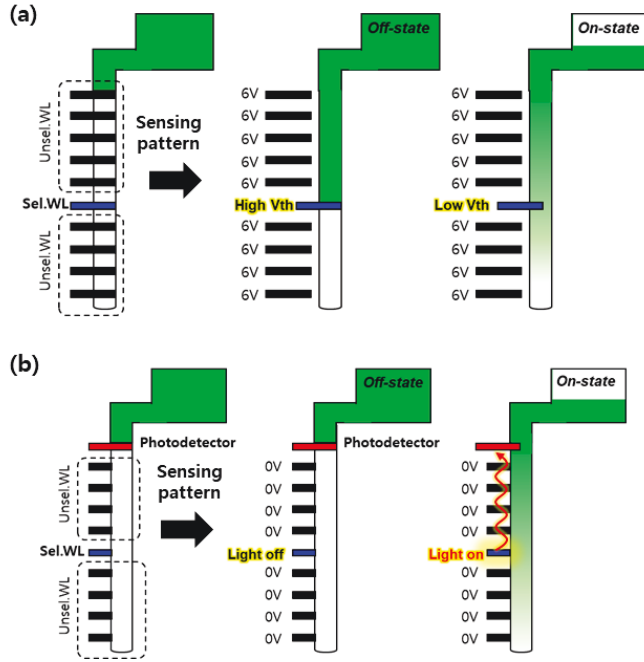 (a)
Off-state
On-state
Unsel.WL
Sel.WL
Unsel.WL
Sensing
pattern
6V
6V
6V
6V
6V
High Vth
6V
6V
6V
6V
6V
6V
6V
6V
6V
Low Vth
6V
6V
6V
6V
(b)
Off-state
On-state
Photodetector
Photodetector
Unsel.WL
Sel.WL
Unsel.WL
Sensing
pattern
0V
0V
0V
0V
Light off
0V
0V
0V
0V
0V
0V
0V
0V
Light on
0V
0V
0V
0V